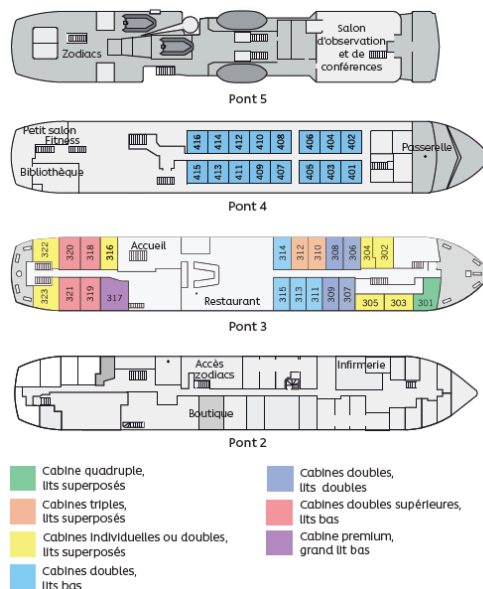 Zodiacs
Salon
d'observation
et de
conférences
Pont 5
Petit salon
Fitness
Bibliothèque
416 414 412 410 408 406 404 402
415 413 411 409 407 405 403 401
Passerelle
Pont 4
322 320 318 316
Accueil
314 312 310 308 306 304 302
323 321 319 317
Restaurant
315 313 311 309 307 305 303 301
Pont 3
Accès
zodiacs
Infirmerie
Boutique
Pont 2
Cabine quadruple,
lits superposés
Cabines triples,
lits superposés
Cabines individuelles ou doubles,
lits superposés
Cabines doubles,
lits bas
Cabines doubles,
lits doubles
Cabines doubles supérieures,
lits bas
Cabine premium,
grand lit bas